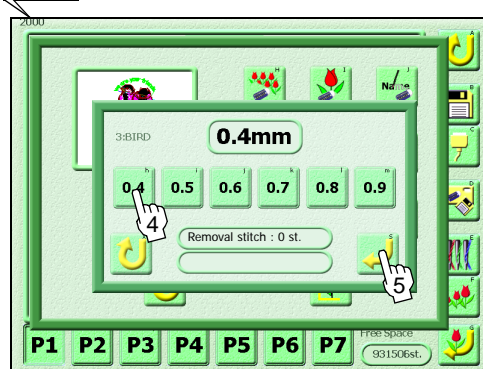 2000
A
H I J
Name
B
3:BIRD 0.4mm
C
h i j k l m
0.4 0.5 0.6 0.7 0.8 0.9
4
Removal stitch : 0 st.
S
5
E
F
P1 P2 P3 P4 P5 P6 P7
Free Space
931506st.
G